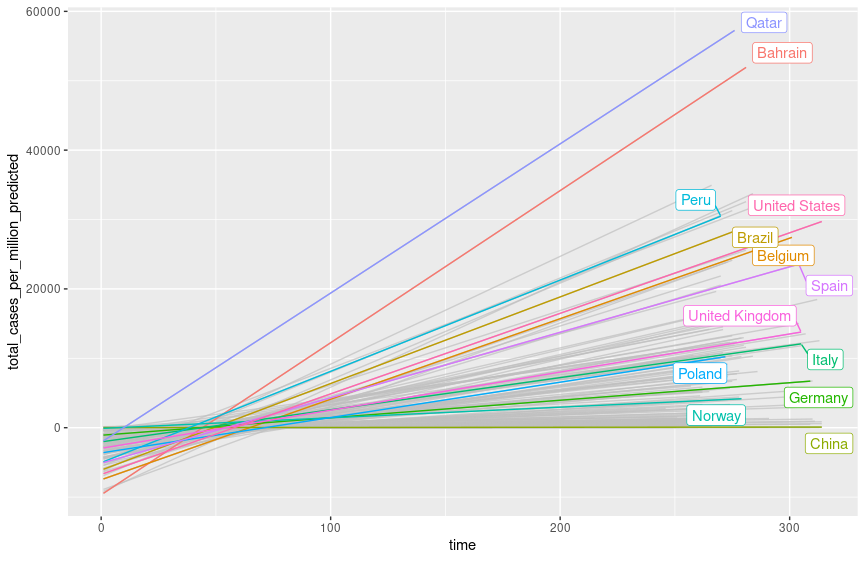 60000
40000
20000
0
0
100
200
300
time
total_cases_per_million_predicted
Qatar
Bahrain
Peru
United States
Brazil
Belgium
Spain
United Kingdom
Italy
Poland
Germany
Norway
China